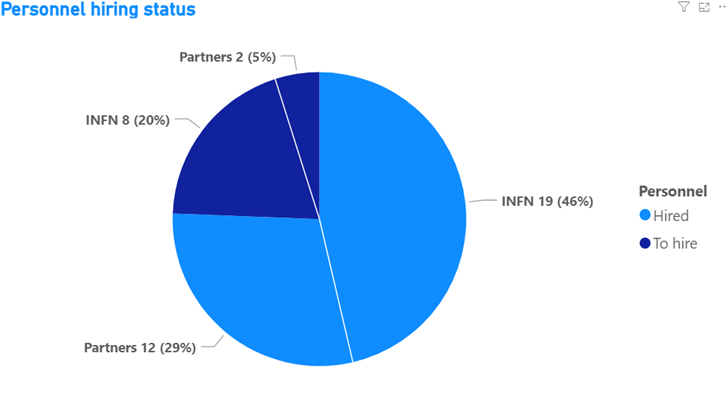 Personnel hiring status
Partners 2 (5%)
INFN 8 (20%)
INFN 19 (46%)
Partners 12 (29%)
Personnel
Hired
To hire